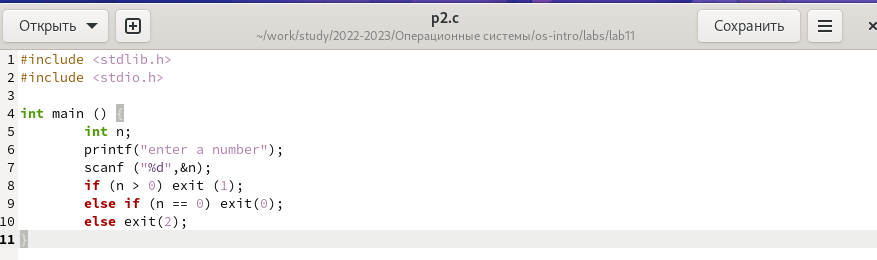 Открыть
p2.c
~/work/study/2022-2023/Операционные системы/os-intro/labs/lab11
Сохранить
1 #include <stdlib.h>
2 #include <stdio.h>
3
4 int main () {
5 int n;
6 printf("enter a number");
7 scanf ("%d",&n);
8 if (n > 0) exit (1);
9 else if (n == 0) exit(0);
10 else exit(2);
11 }